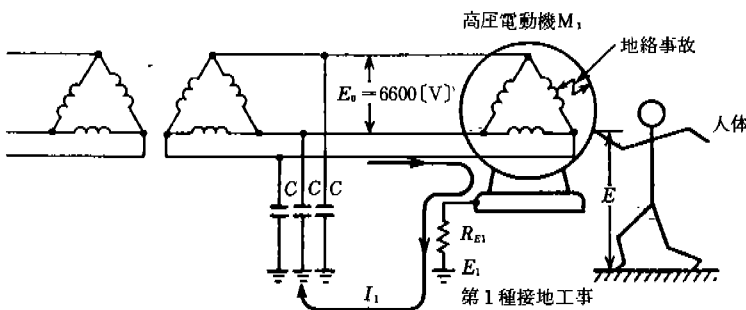 高圧電動機M₁
地絡事故
E₀=6600〔V〕
人体
C
C
C
E
R_E1
E₁
I₁
第1種接地工事